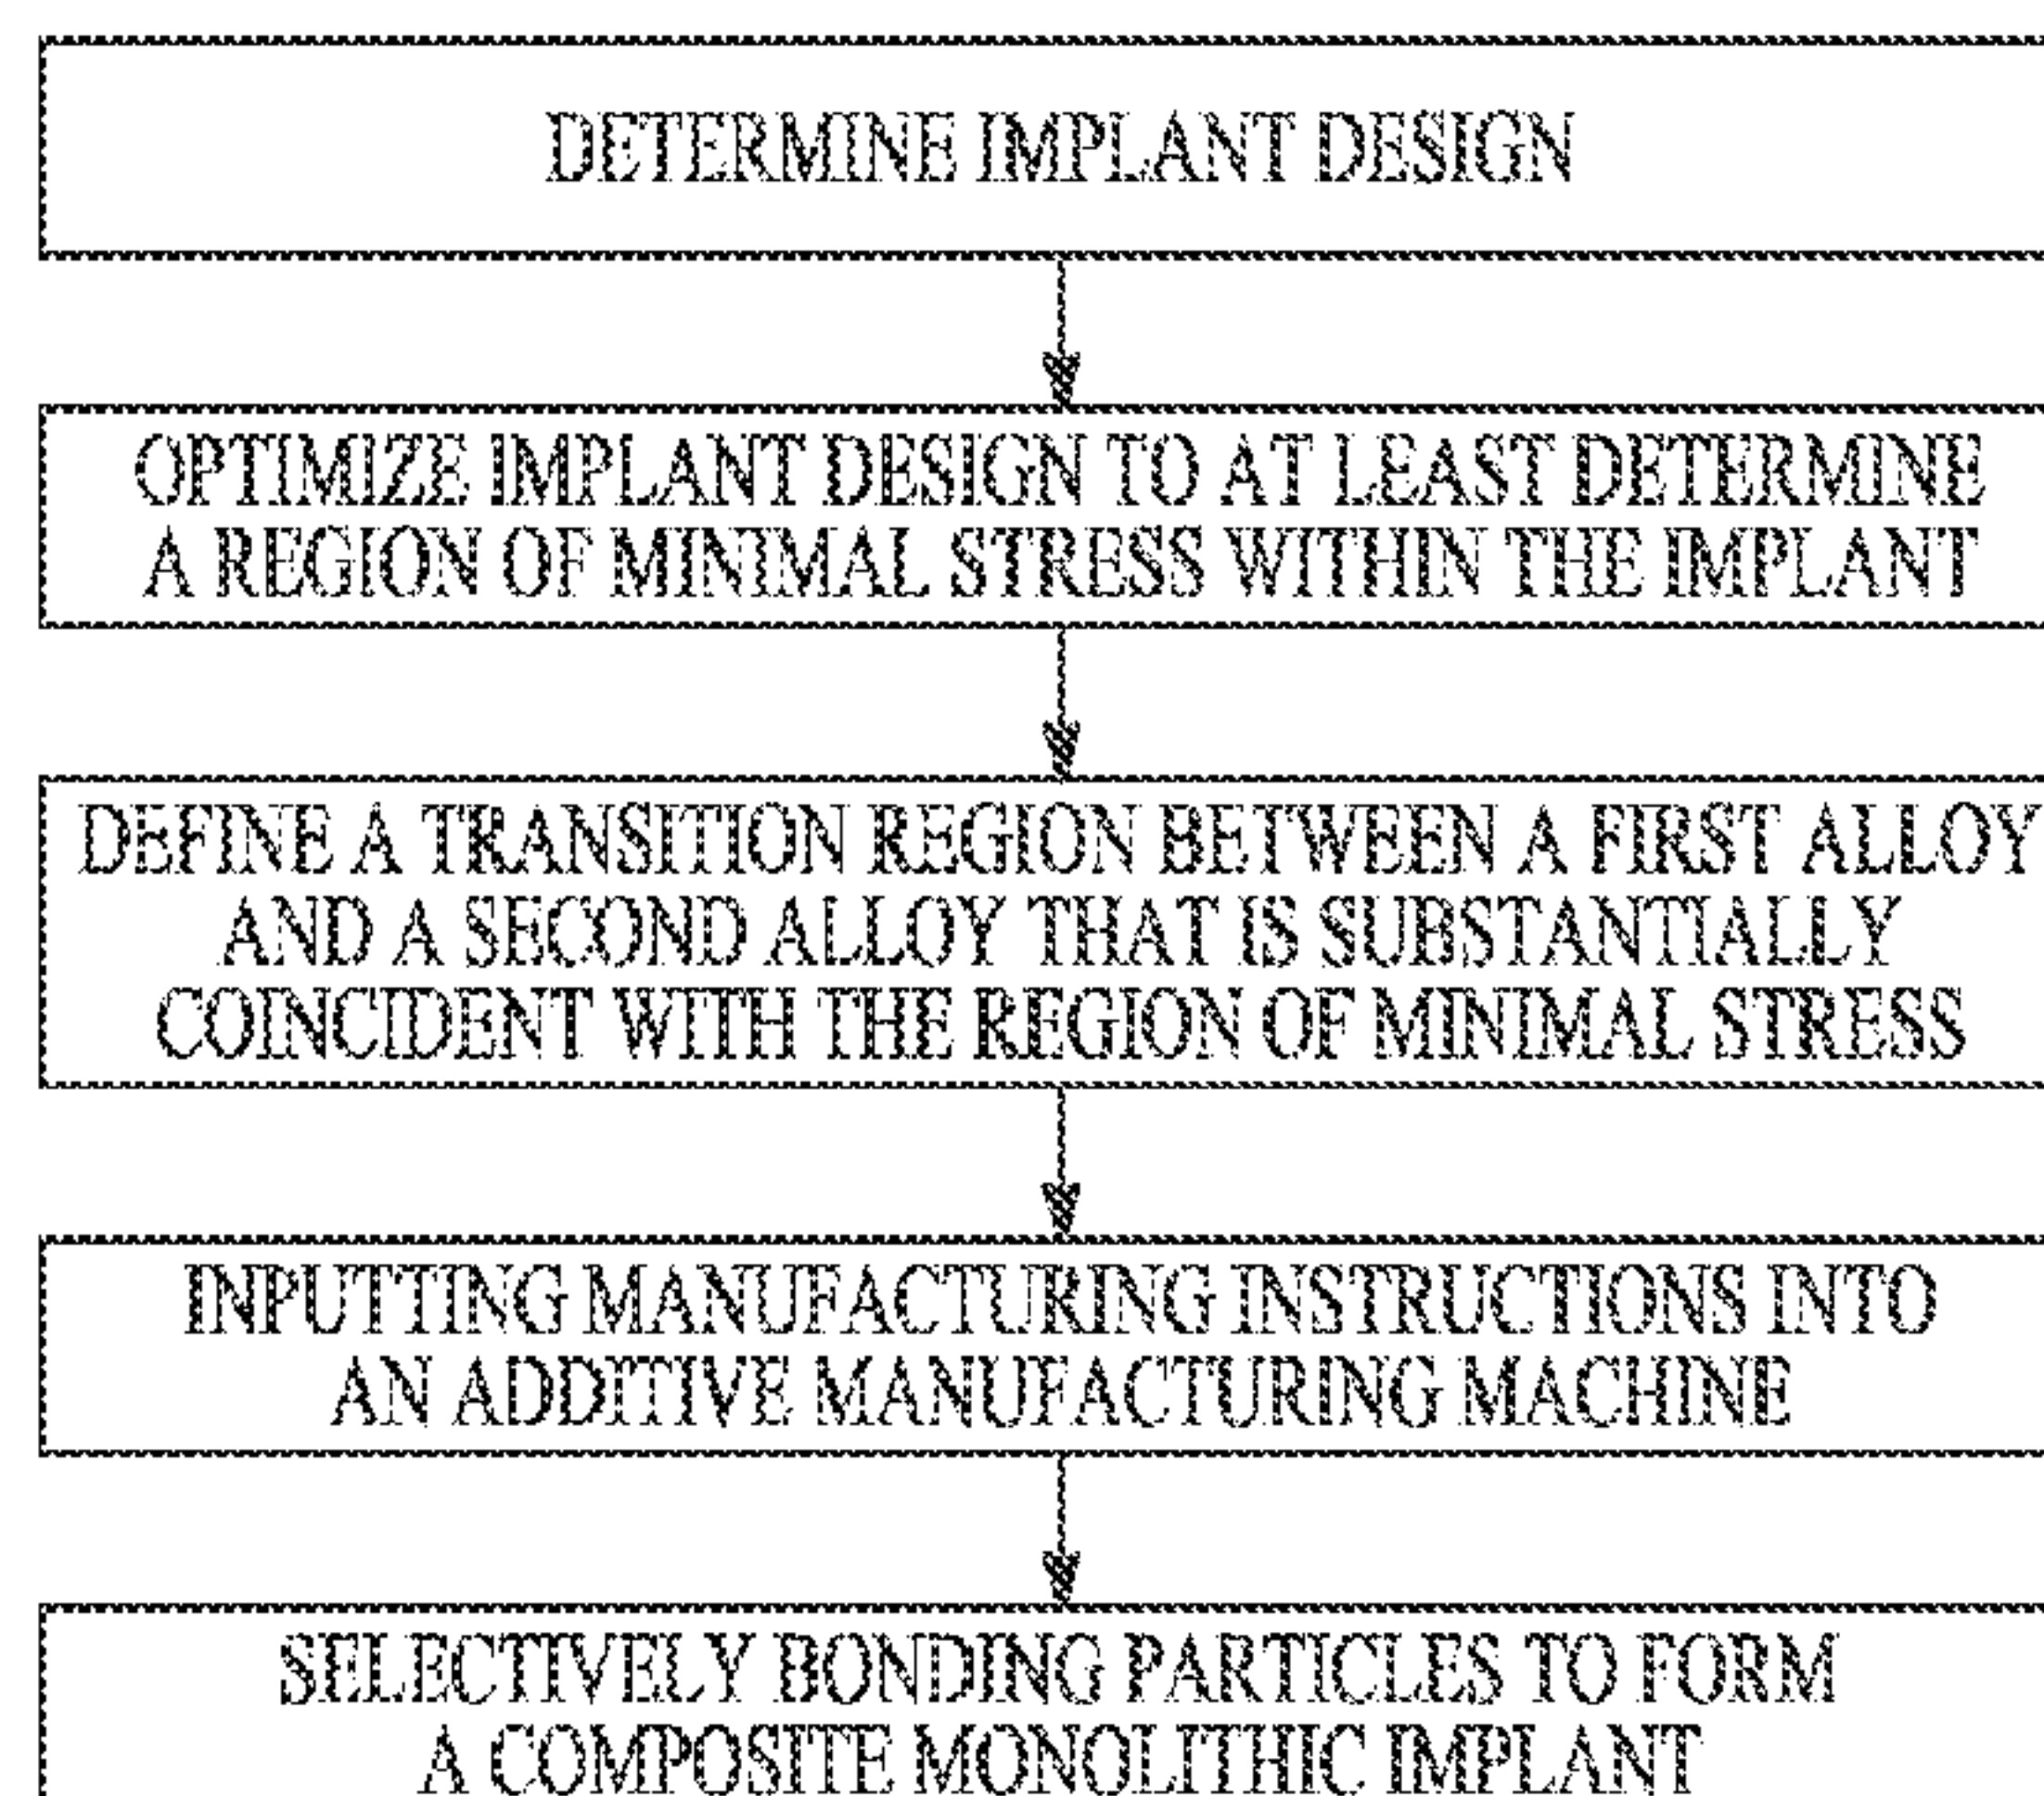 DETERMINE IMPLANT DESIGN
OPTIMIZE IMPLANT DESIGN TO AT LEAST DETERMINE
A REGION OF MINIMAL STRESS WITHIN THE IMPLANT
DEFINE A TRANSITION REGION BETWEEN A FIRST ALLOY
AND A SECOND ALLOY THAT IS SUBSTANTIALLY
COINCIDENT WITH THE REGION OF MINIMAL STRESS
INPUTTING MANUFACTURING INSTRUCTIONS INTO
AN ADDITIVE MANUFACTURING MACHINE
SELECTIVELY BONDING PARTICLES TO FORM
A COMPOSITE MONOLITHIC IMPLANT